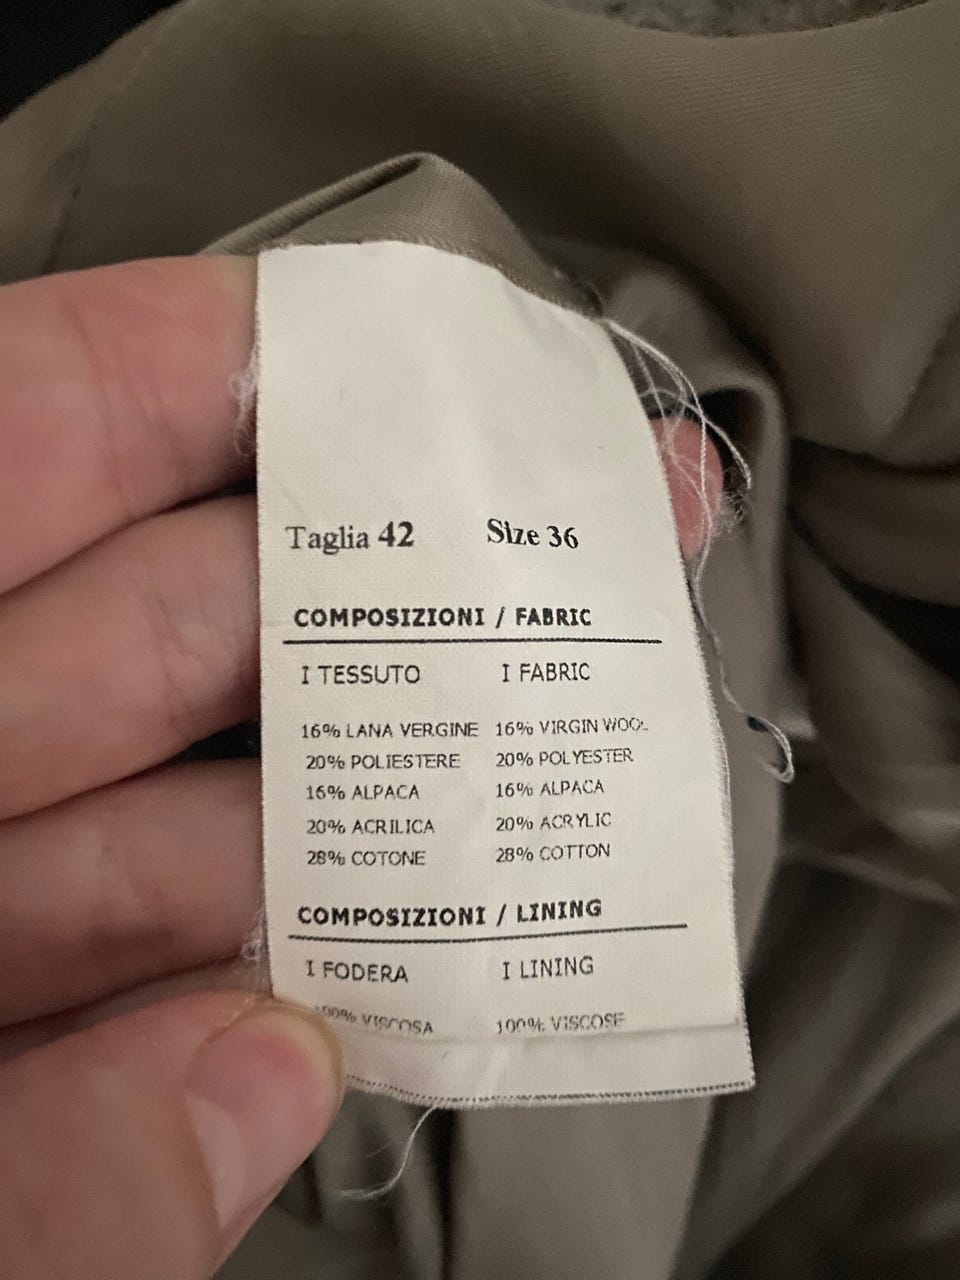 Taglia 42 Size 36
COMPOSIZIONI / FABRIC
I TESSUTO I FABRIC
16% LANA VERGINE 16% VIRGIN WOOL
20% POLIESTERE 20% POLYESTER
16% ALPACA 16% ALPACA
20% ACRILICA 20% ACRYLIC
28% COTONE 28% COTTON
COMPOSIZIONI / LINING
I FODERA I LINING
100% VISCOSA 100% VISCOSE